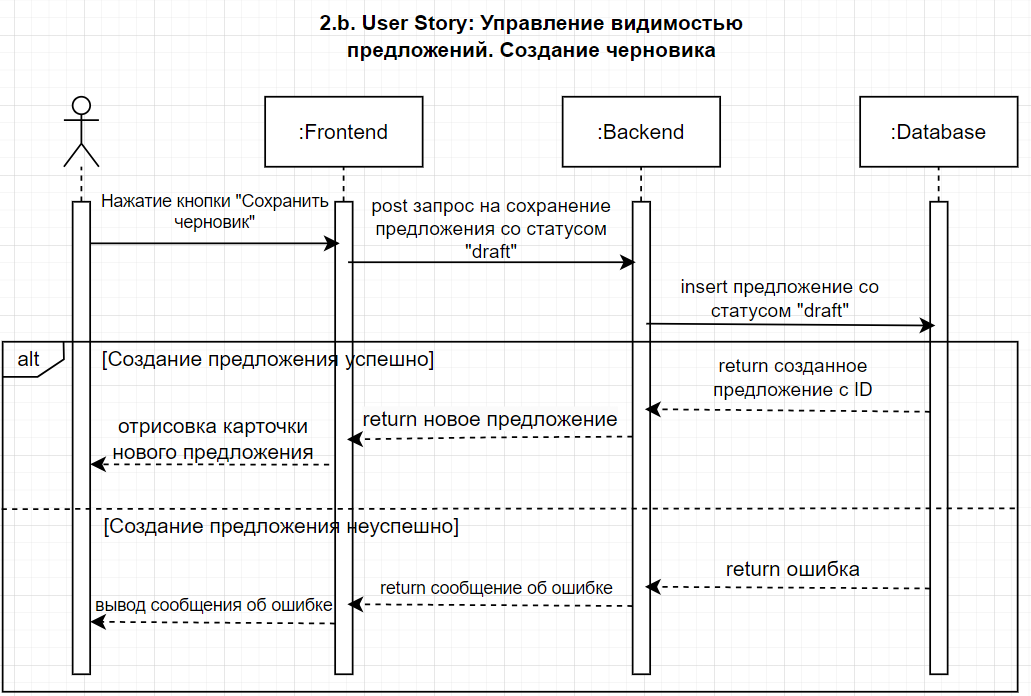 2.b. User Story: Управление видимостью
предложений. Создание черновика
:Frontend
:Backend
:Database
Нажатие кнопки "Сохранить
черновик"
post запрос на сохранение
предложения со статусом
"draft"
insert предложение со
статусом "draft"
alt
[Создание предложения успешно]
return созданное
предложение с ID
return новое предложение
отрисовка карточки
нового предложения
[Создание предложения неуспешно]
return ошибка
return сообщение об ошибке
вывод сообщения об ошибке